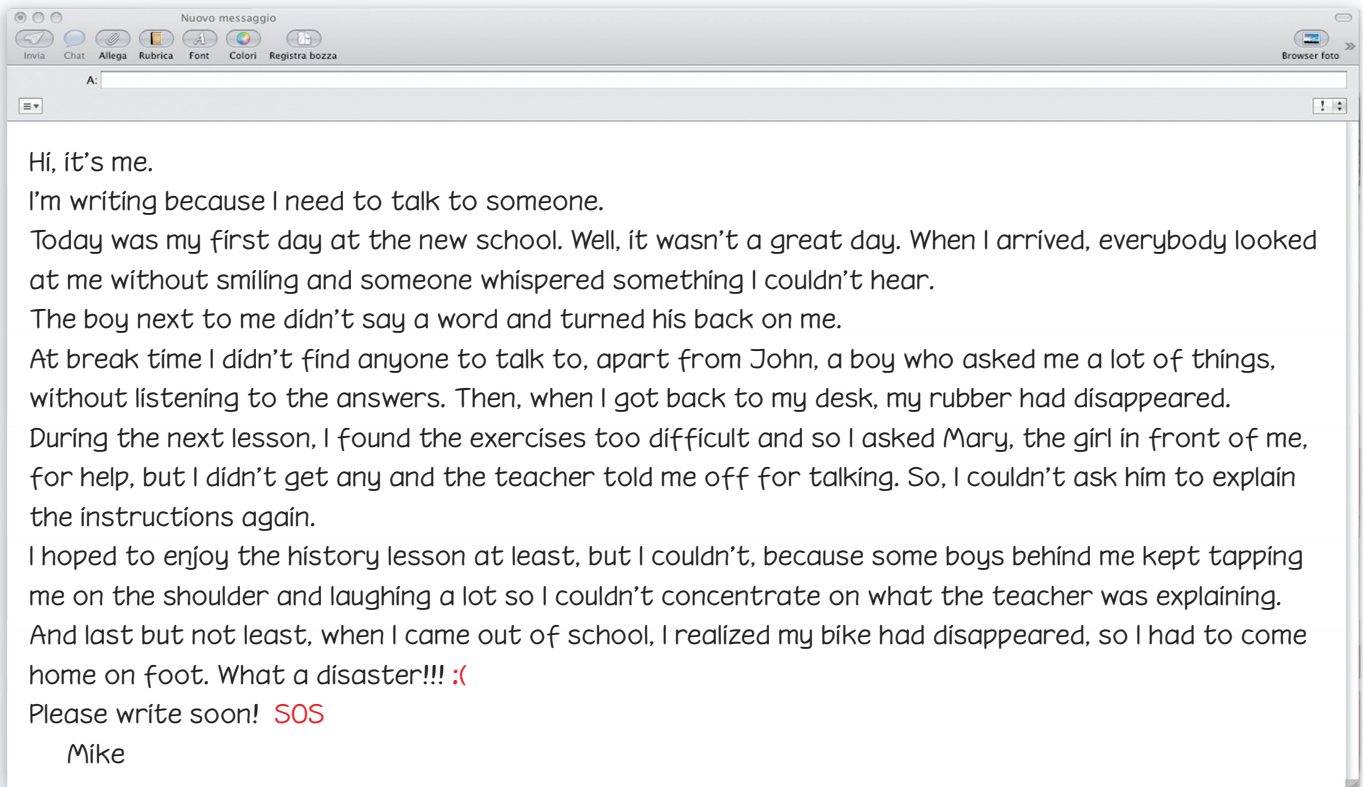 Nuovo messaggio
Invia Chat Allega Rubrica Font Colori Registra bozza Browser foto
A:
Hi, it's me.
I'm writing because I need to talk to someone.
Today was my first day at the new school. Well, it wasn't a great day. When I arrived, everybody looked
at me without smiling and someone whispered something I couldn't hear.
The boy next to me didn't say a word and turned his back on me.
At break time I didn't find anyone to talk to, apart from John, a boy who asked me a lot of things,
without listening to the answers. Then, when I got back to my desk, my rubber had disappeared.
During the next lesson, I found the exercises too difficult and so I asked Mary, the girl in front of me,
for help, but I didn't get any and the teacher told me off for talking. So, I couldn't ask him to explain
the instructions again.
I hoped to enjoy the history lesson at least, but I couldn't, because some boys behind me kept tapping
me on the shoulder and laughing a lot so I couldn't concentrate on what the teacher was explaining.
And last but not least, when I came out of school, I realized my bike had disappeared, so I had to come
home on foot. What a disaster!!! :(
Please write soon! SOS
Mike